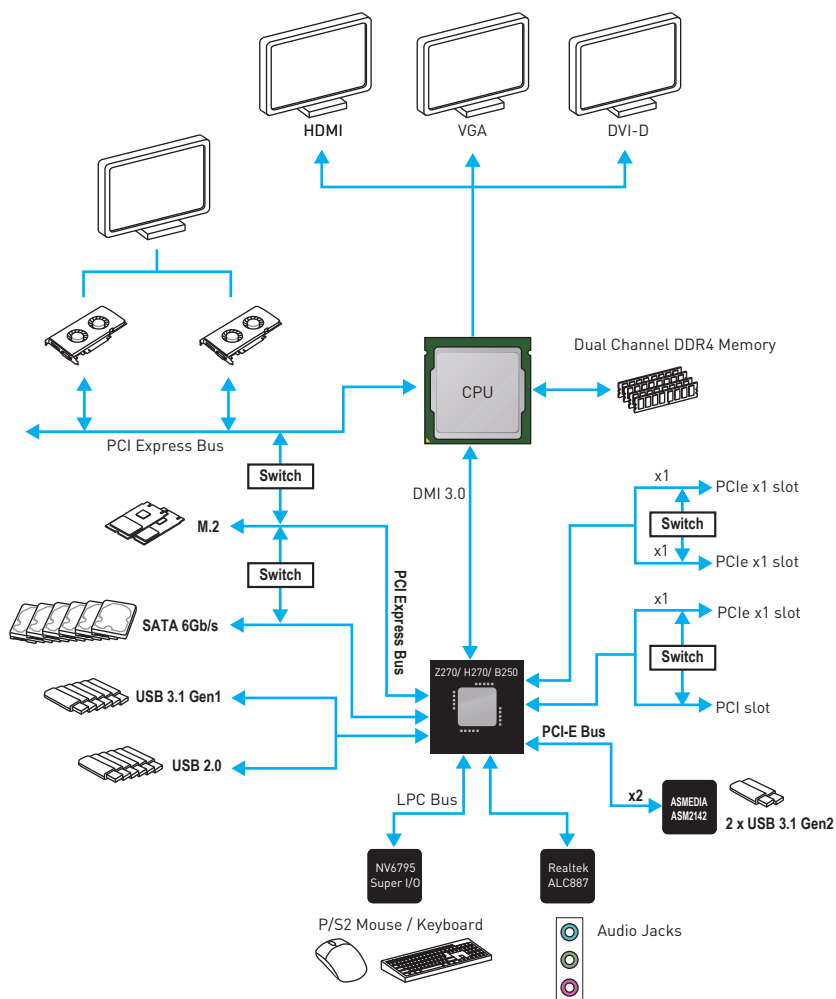 HDMI
VGA
DVI-D
Dual Channel DDR4 Memory
CPU
PCI Express Bus
Switch
DMI 3.0
x1
PCIe x1 slot
M.2
Switch
x1
PCIe x1 slot
Switch
PCI Express Bus
x1
PCIe x1 slot
SATA 6Gb/s
Switch
Z270/ H270/ B250
USB 3.1 Gen1
PCI slot
PCI-E Bus
USB 2.0
LPC Bus
x2
ASMEDIA
ASM2142
2 x USB 3.1 Gen2
NV6795
Super I/O
Realtek
ALC887
P/S2 Mouse / Keyboard
Audio Jacks